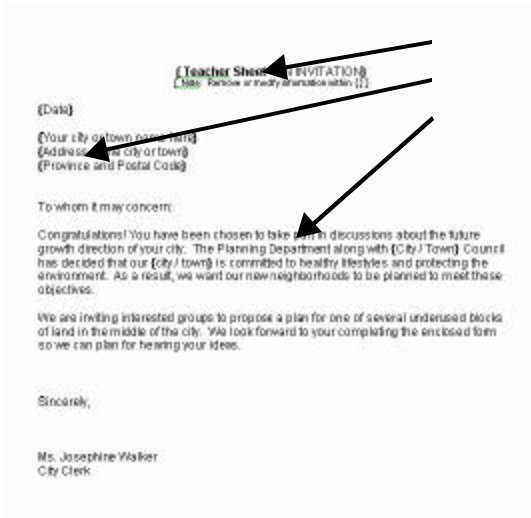 {Teacher Sheet INVITATION}
{Note: Remove or modify information within { }}
{Date}
{Your city or town name here}
{Address the city or town}
{Province and Postal Code}
To whom it may concern:
Congratulations! You have been chosen to take part in discussions about the future
growth direction of your city. The Planning Department along with {City / Town} Council
has decided that our {city / town} is committed to healthy lifestyles and protecting the
environment. As a result, we want our new neighborhoods to be planned to meet these
objectives.
We are inviting interested groups to propose a plan for one of several underused blocks
of land in the middle of the city. We look forward to your completing the enclosed form
so we can plan for hearing your ideas.
Sincerely,
Ms. Josephine Walker
City Clerk